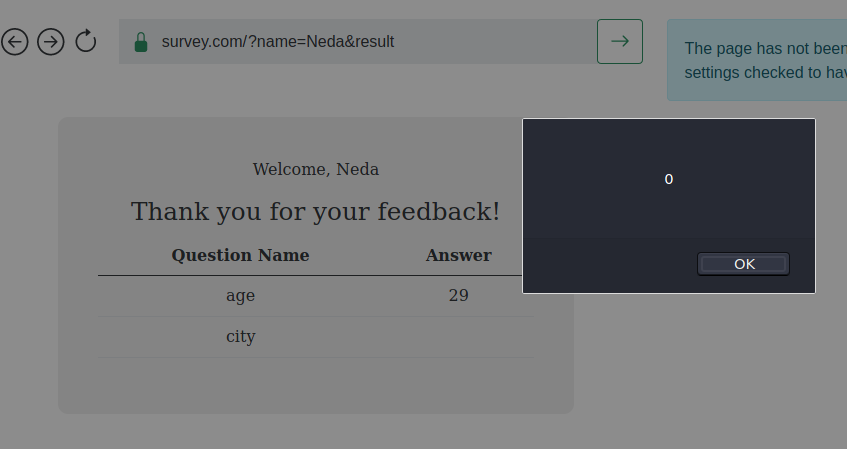 survey.com/?name=Neda&result
The page has not been
settings checked to hav
Welcome, Neda
Thank you for your feedback!
Question Name Answer
age 29
city
0
OK